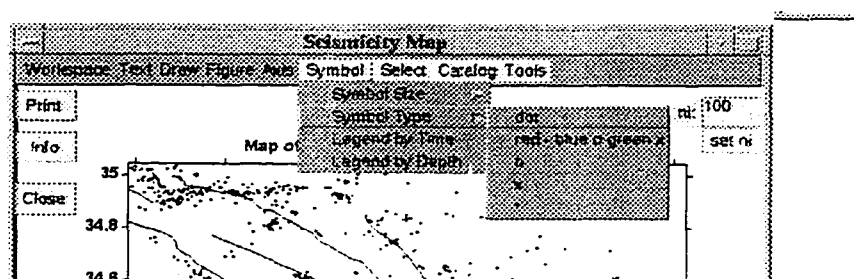 Seismicity Map
Workspace Text Draw Figure Axis Symbol Select Catalog Tools
Print
Symbol Size
Symbol Type
dot
ni: 100
Info
Map of
Legend by Time
red - blue o green x
set ni
35
Legend by Depth
o
x
Close
34.8
34.6